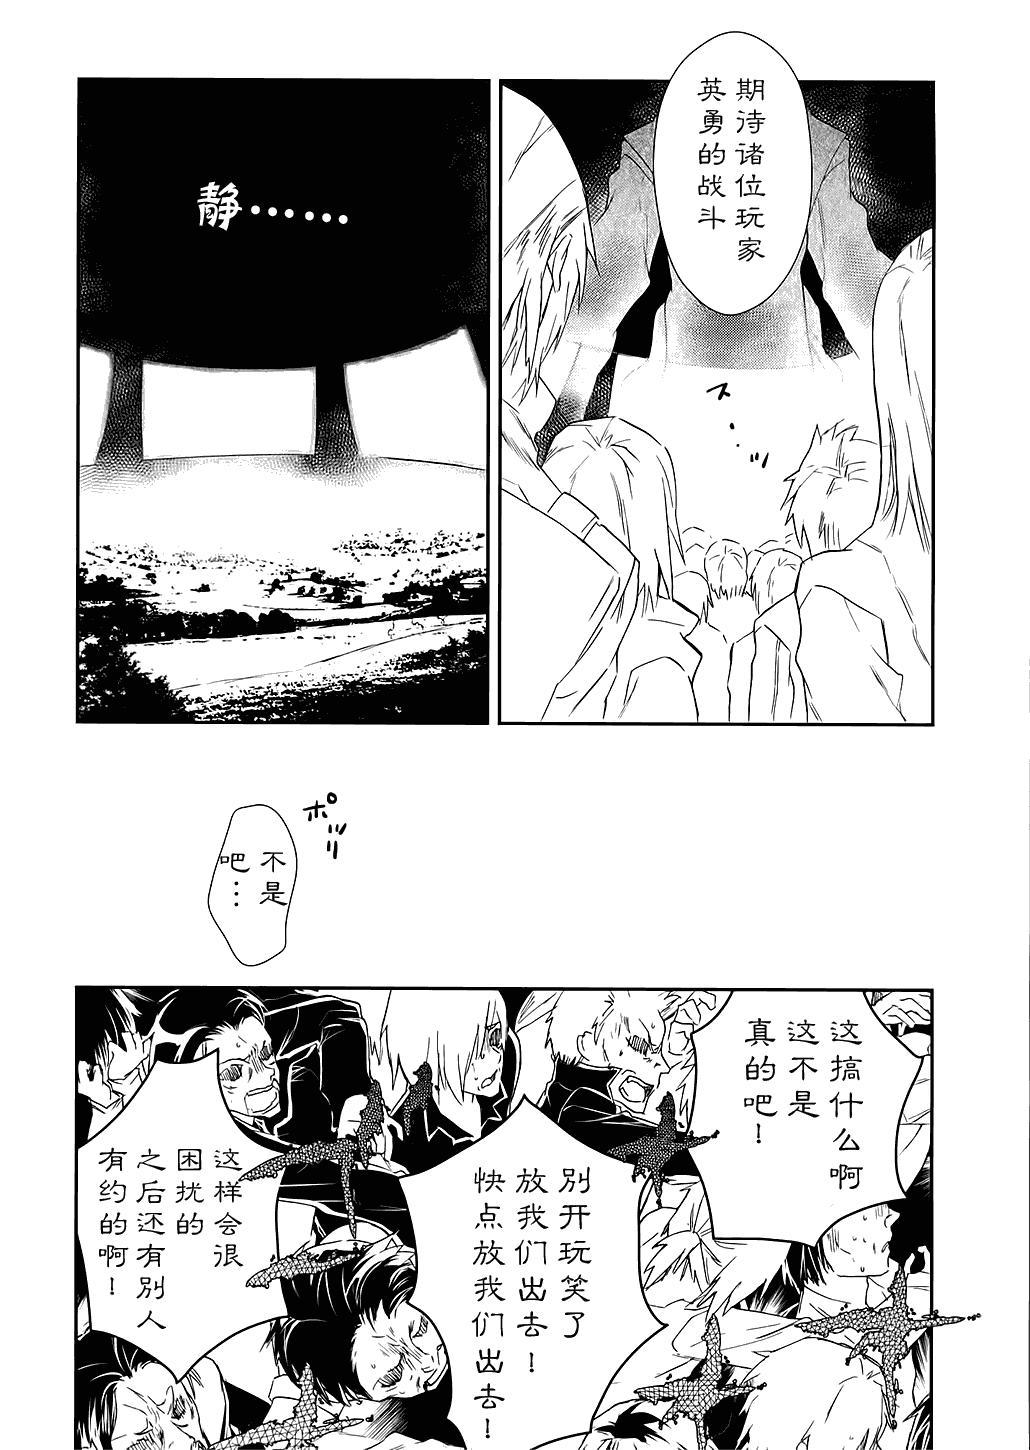 期待诸位玩家
英勇的战斗
ス…ッ
静……
ポツリ
不是
吧…
这搞什么啊
这不是
真的吧！
别开玩笑了
放我们出去！
快点放我们出去！
这样会很
困扰的
之后还有别人
有约的啊！